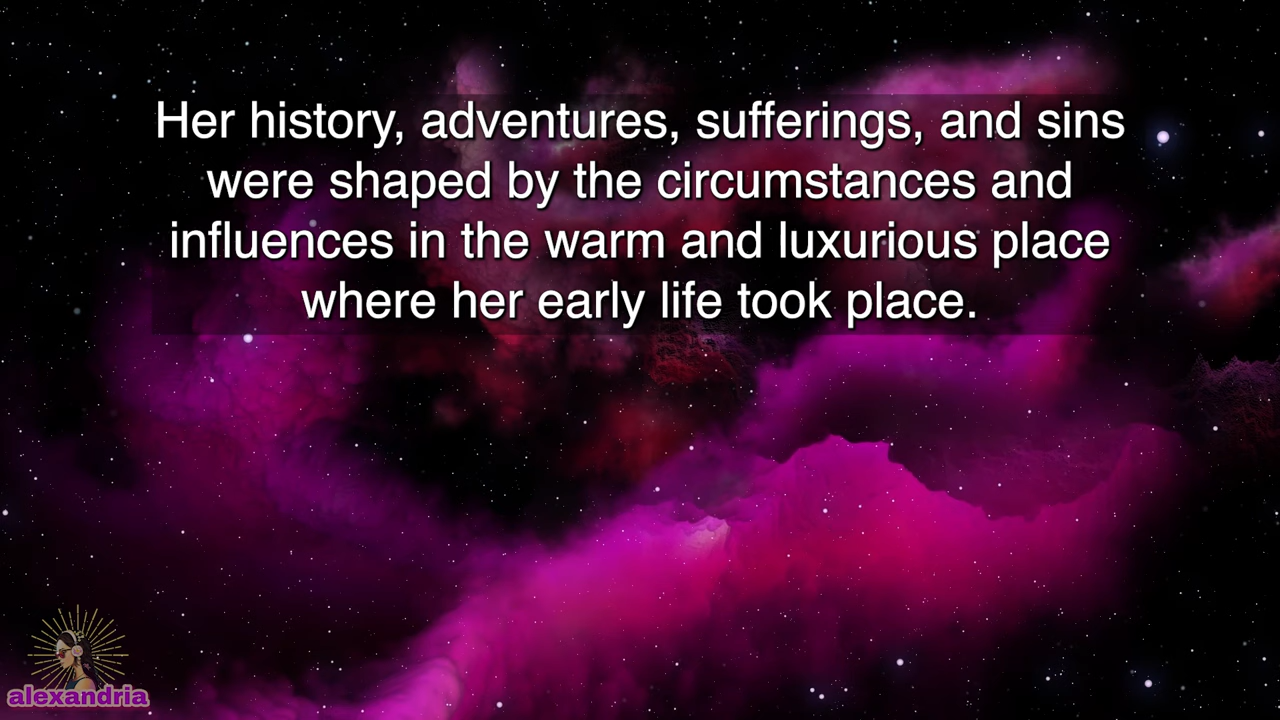 Her history, adventures, sufferings, and sins
were shaped by the circumstances and
influences in the warm and luxurious place
where her early life took place.
alexandria